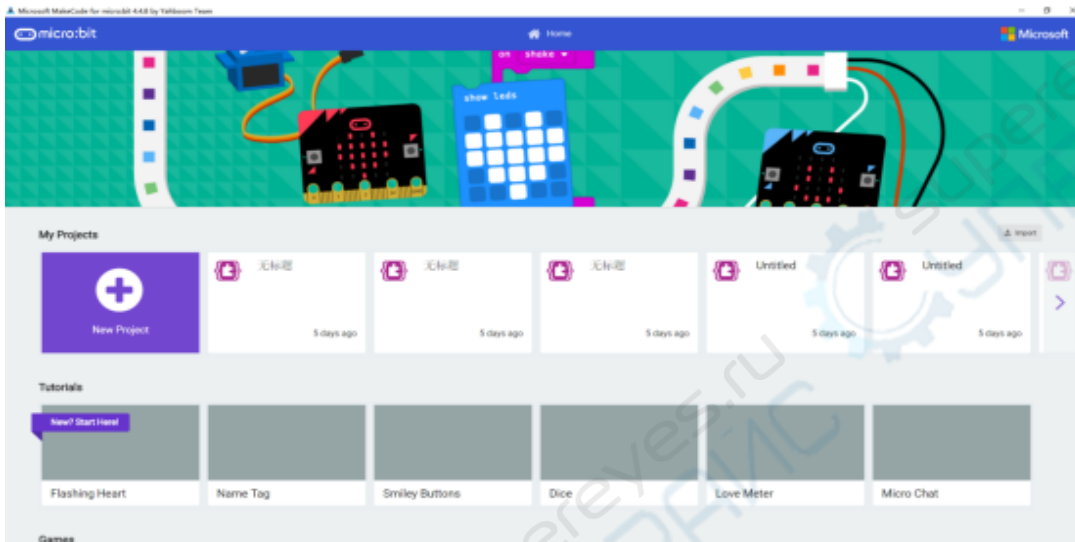 Microsoft MakeCode for micro:bit 4.4.8 by Yahboom Team
micro:bit
Home
Microsoft
on shake
show leds
My Projects
Import
New Project
无标题
5 days ago
无标题
5 days ago
无标题
5 days ago
Untitled
5 days ago
Untitled
5 days ago
Tutorials
New? Start Here!
Flashing Heart
Name Tag
Smiley Buttons
Dice
Love Meter
Micro Chat
Games
supereyes.ru